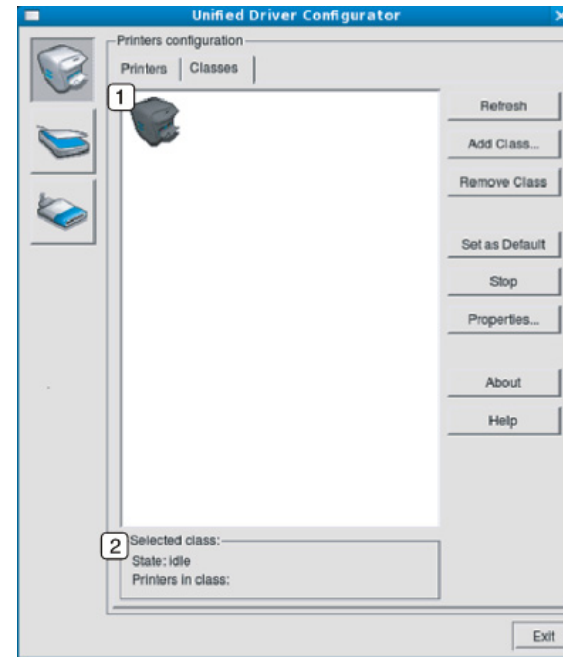 Unified Driver Configurator
Printers configuration
Printers
Classes
1
Refresh
Add Class...
Remove Class
Set as Default
Stop
Properties...
About
Help
2
Selected class:
State: idle
Printers in class:
Exit